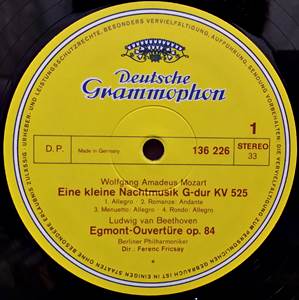 Deutsche
Grammophon
D.P.
Made in Germany
136 226
1
STEREO
33
Wolfgang Amadeus Mozart
Eine kleine Nachtmusik G-dur KV 525
1. Allegro · 2. Romanze: Andante
3. Menuetto: Allegro · 4. Rondo: Allegro
Ludwig van Beethoven
Egmont-Ouvertüre op. 84
Berliner Philharmoniker
Dir.: Ferenc Fricsay